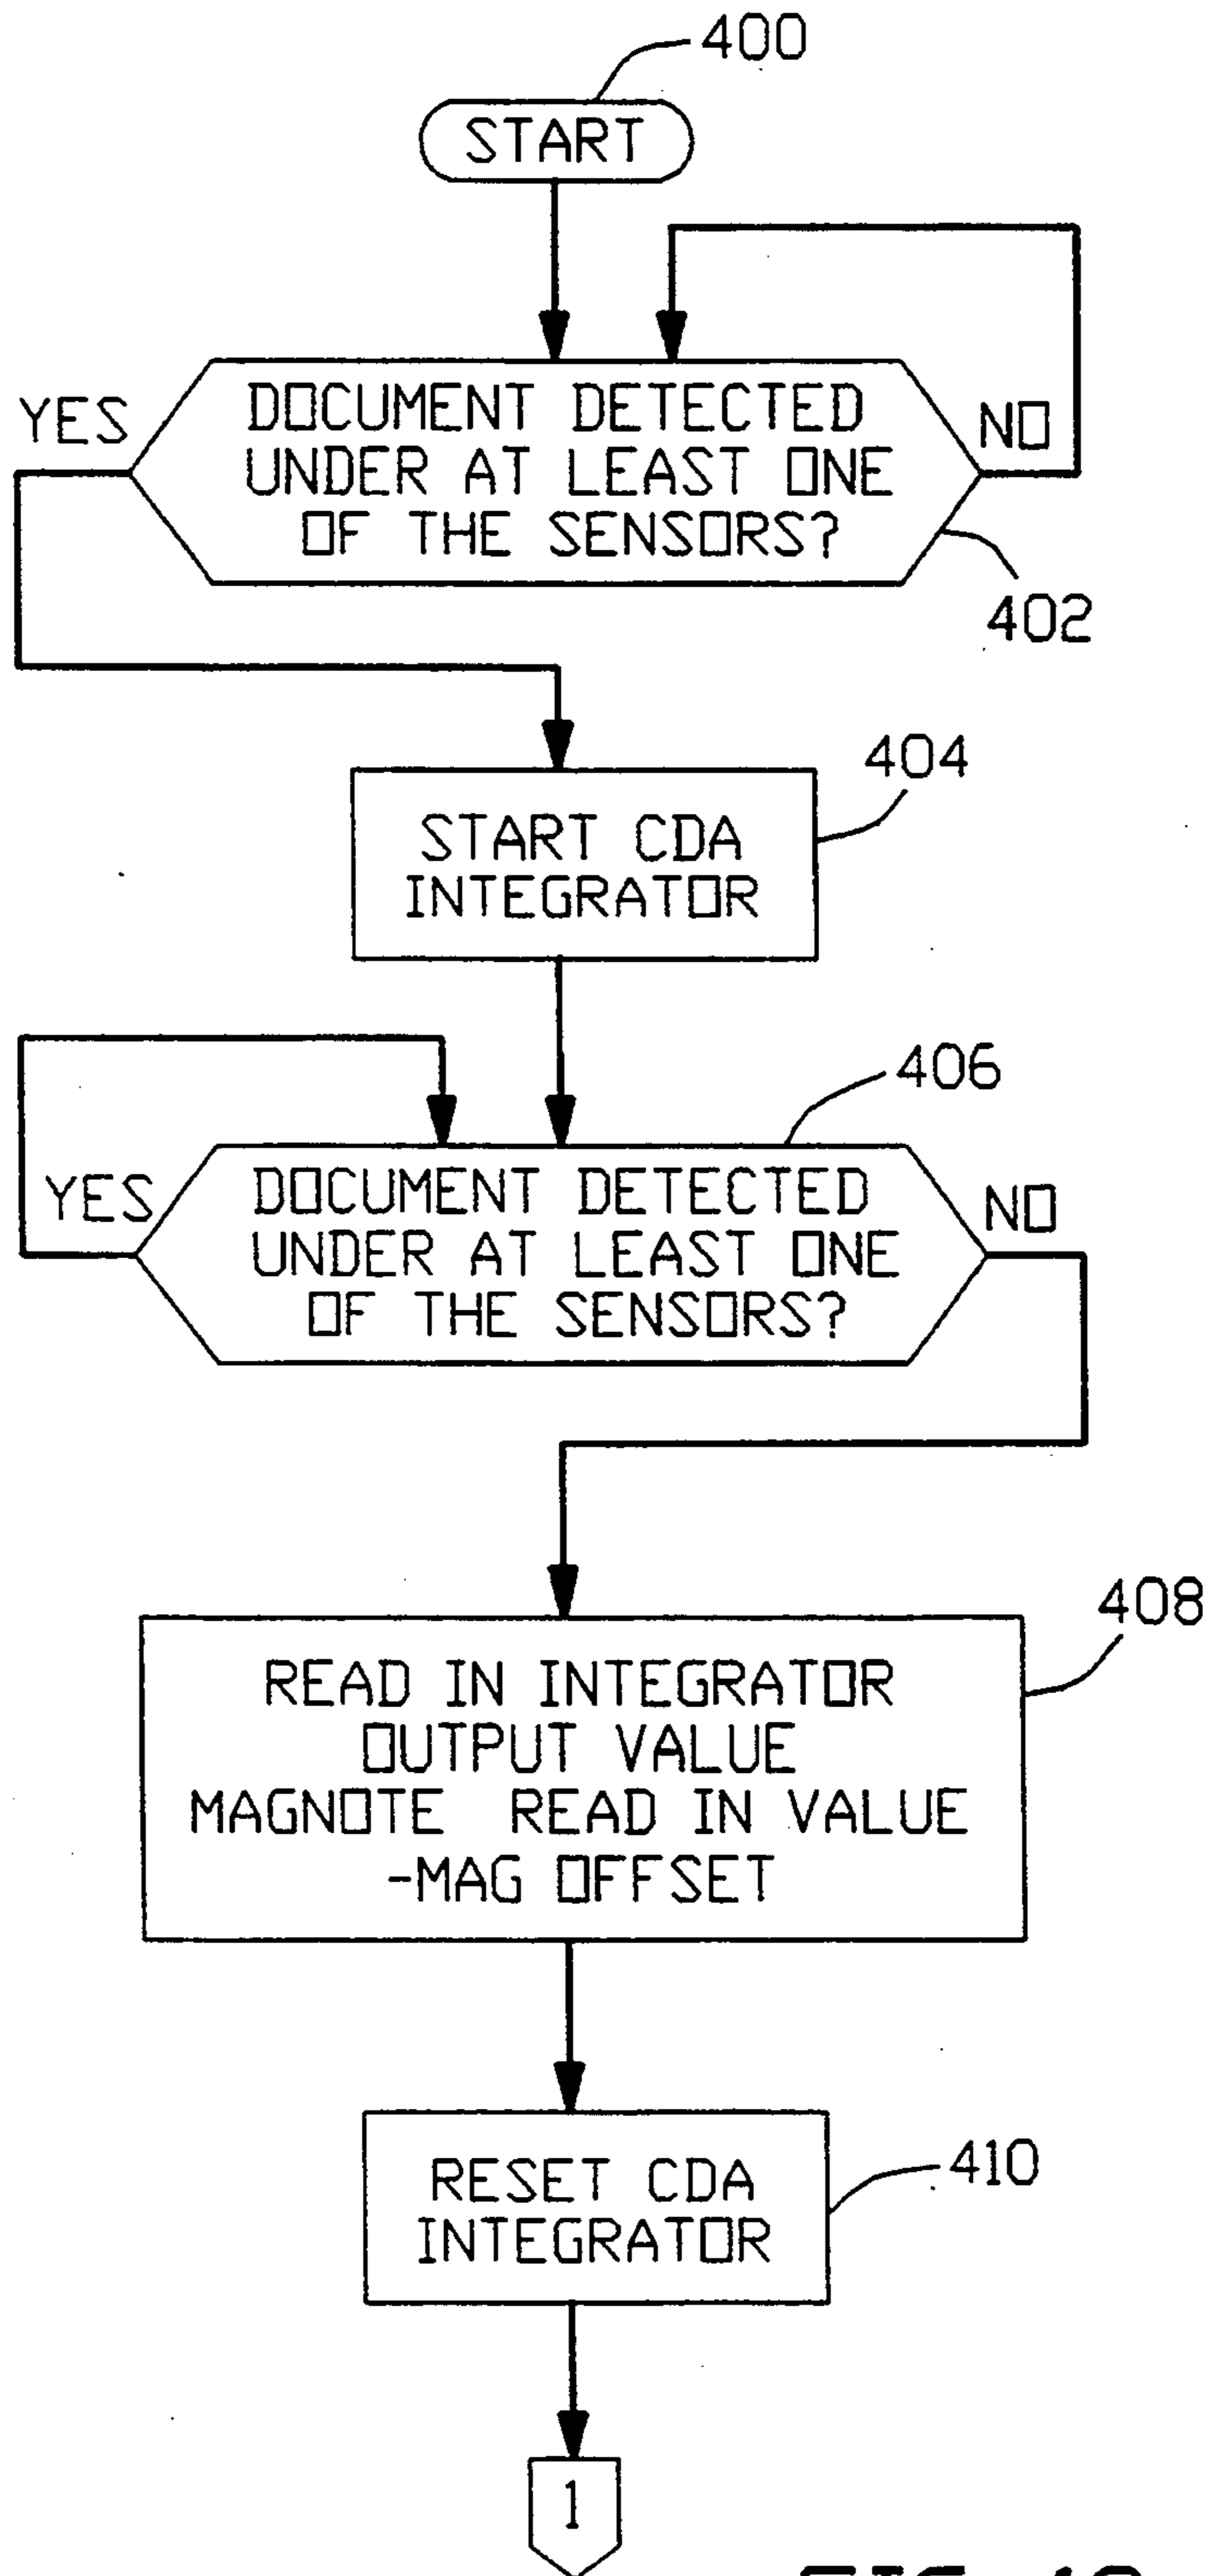 400
START
DOCUMENT DETECTED
UNDER AT LEAST ONE
OF THE SENSORS?
YES
NO
402
404
START CDA
INTEGRATOR
406
DOCUMENT DETECTED
UNDER AT LEAST ONE
OF THE SENSORS?
YES
NO
408
READ IN INTEGRATOR
OUTPUT VALUE
MAGNOTE READ IN VALUE
-MAG OFFSET
RESET CDA
INTEGRATOR
410
1